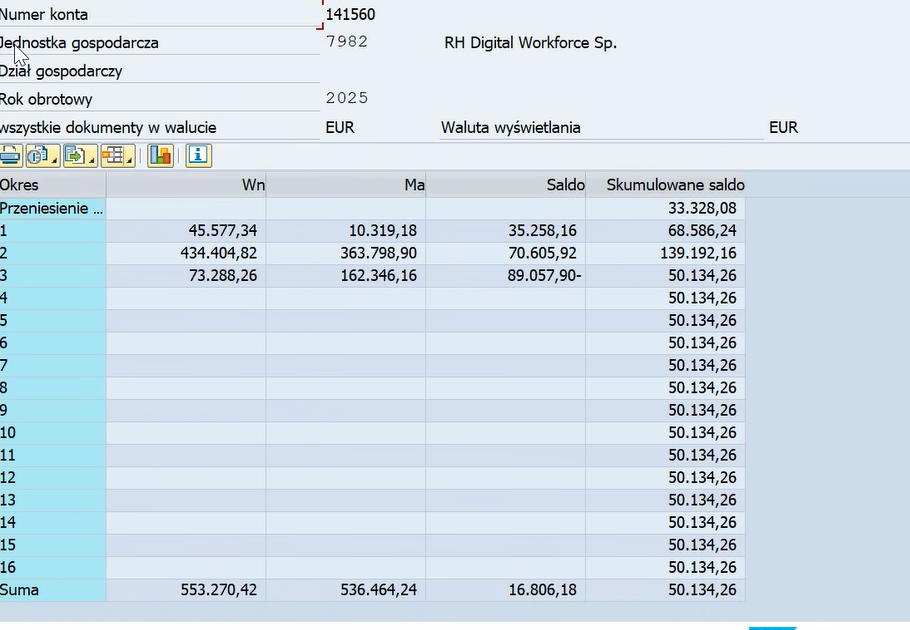 Numer konta 141560
Jednostka gospodarcza 7982 RH Digital Workforce Sp.
Dział gospodarczy
Rok obrotowy 2025
wszystkie dokumenty w walucie EUR Waluta wyświetlania EUR
Okres Wn Ma Saldo Skumulowane saldo
Przeniesienie ... 33.328,08
1 45.577,34 10.319,18 35.258,16 68.586,24
2 434.404,82 363.798,90 70.605,92 139.192,16
3 73.288,26 162.346,16 89.057,90- 50.134,26
4 50.134,26
5 50.134,26
6 50.134,26
7 50.134,26
8 50.134,26
9 50.134,26
10 50.134,26
11 50.134,26
12 50.134,26
13 50.134,26
14 50.134,26
15 50.134,26
16 50.134,26
Suma 553.270,42 536.464,24 16.806,18 50.134,26